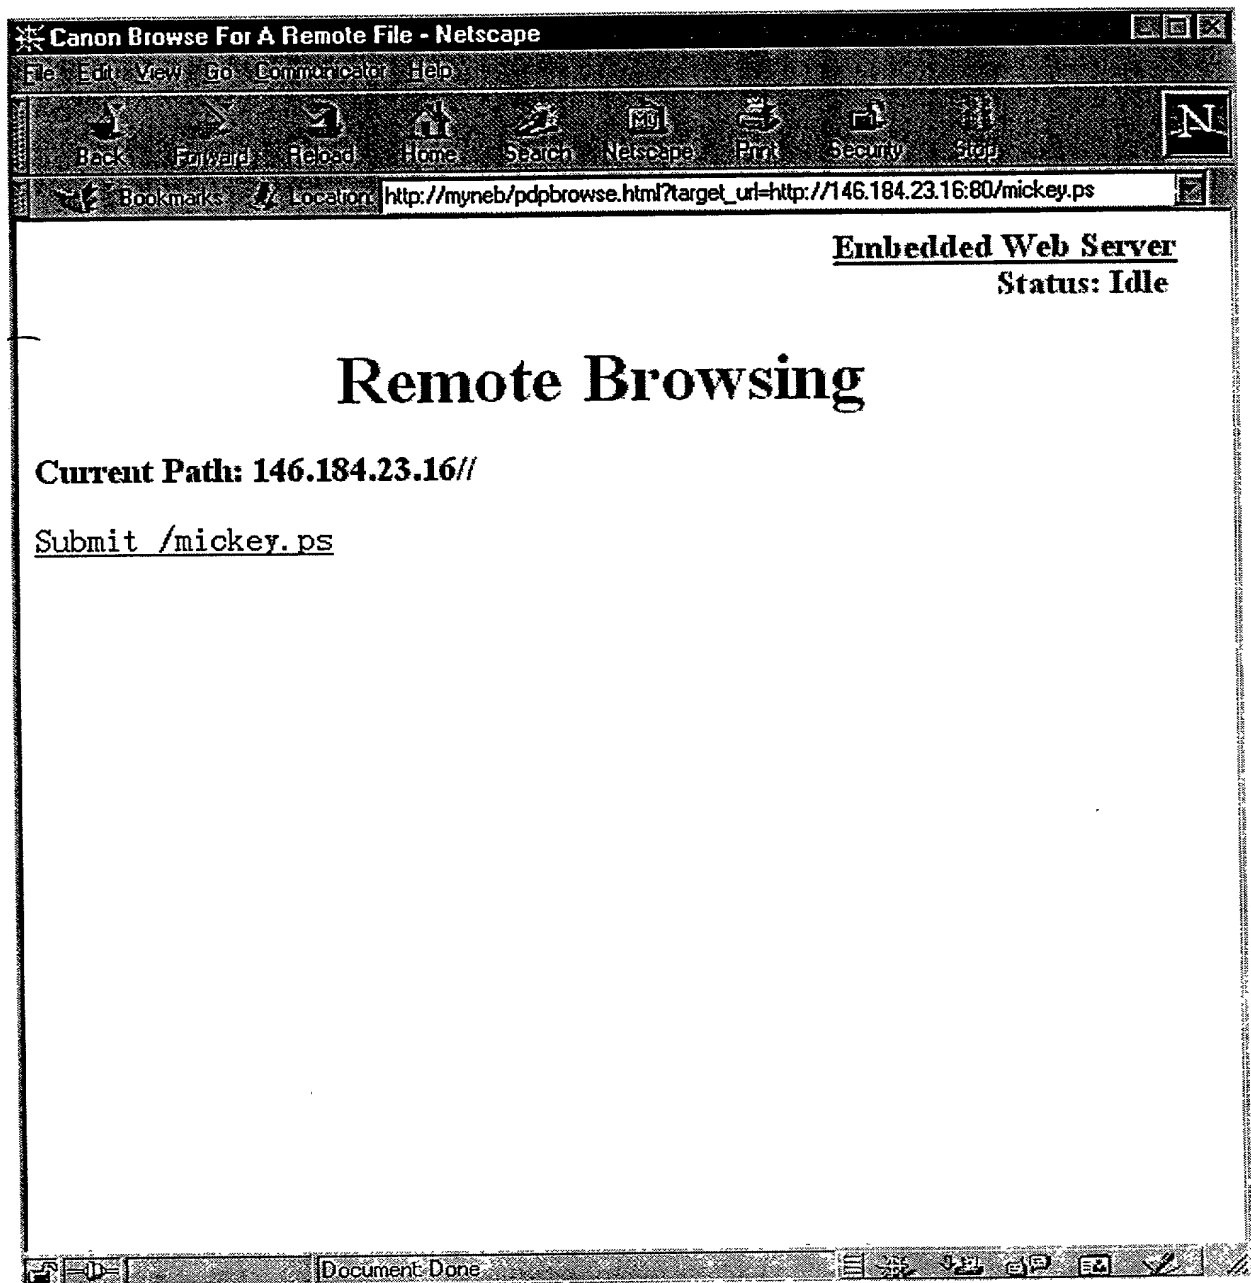 Canon Browse For A Remote File - Netscape
File Edit View Go Communicator Help
Back Forward Reload Home Search Netscape Print Security Stop
N
Bookmarks Location: http://myneb/pdpbrowse.html?target_url=http://146.184.23.16:80/mickey.ps
Embedded Web Server
Status: Idle
Remote Browsing
Current Path: 146.184.23.16//
Submit /mickey.ps
Document: Done